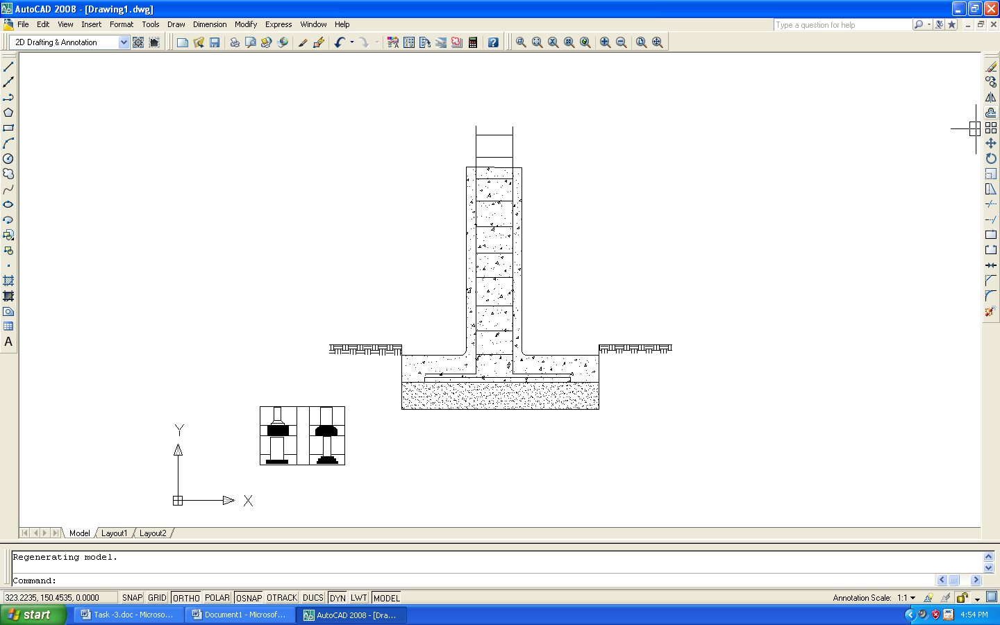 AutoCAD 2008 - [Drawing1.dwg]
File Edit View Insert Format Tools Draw Dimension Modify Express Window Help
Type a question for help
2D Drafting & Annotation
A
Y
X
Model Layout1 Layout2
Regenerating model.
Command:
323.2235, 150.4535, 0.0000 SNAP GRID ORTHO POLAR OSNAP OTRACK DUCS DYN LWT MODEL Annotation Scale: 1:1
start Task -3.doc - Microso... Document1 - Microsof... AutoCAD 2008 - [Dra... 4:54 PM